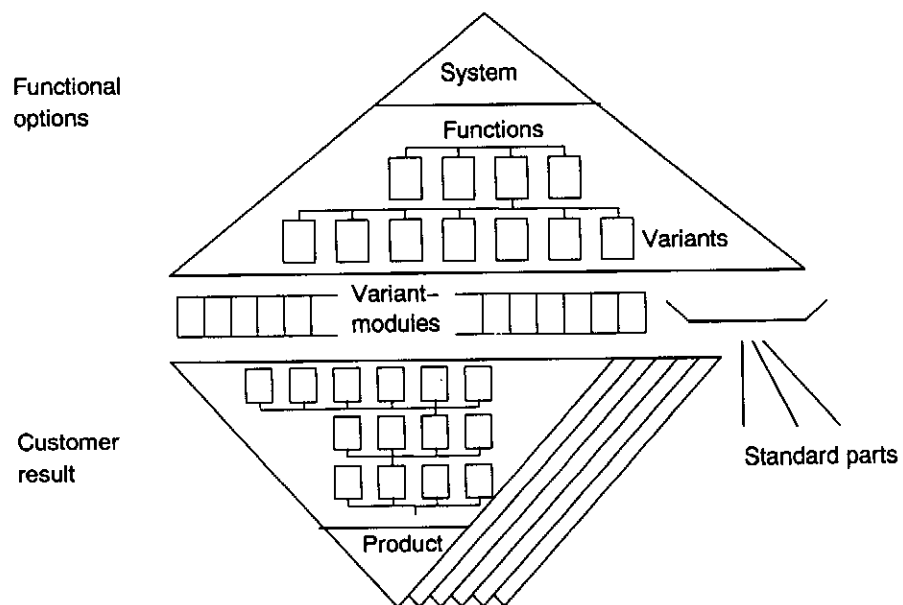 System
Functional
options
Functions
Variants
Variant-
modules
Customer
result
Standard parts
Product